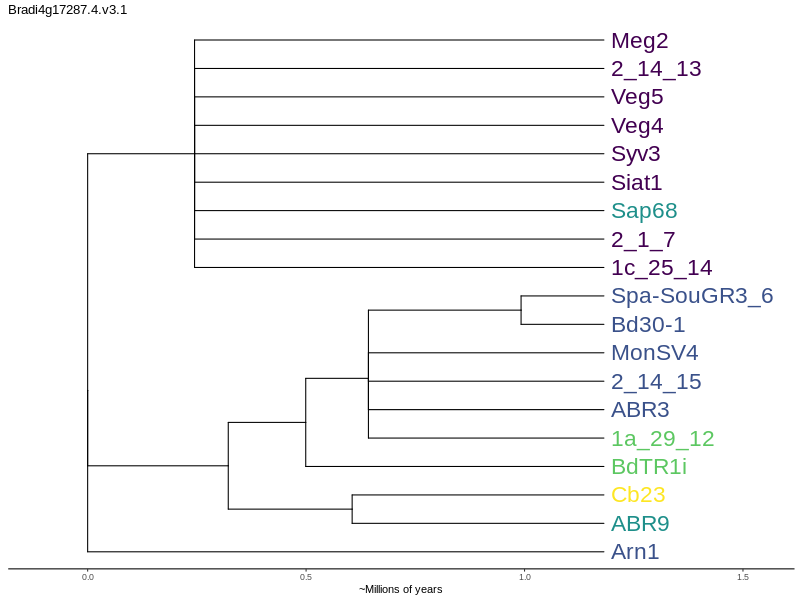 Bradi4g17287.4.v3.1
Meg2
2_14_13
Veg5
Veg4
Syv3
Siat1
Sap68
2_1_7
1c_25_14
Spa-SouGR3_6
Bd30-1
MonSV4
2_14_15
ABR3
1a_29_12
BdTR1i
Cb23
ABR9
Arn1
0.0 0.5 1.0 1.5
~Millions of years